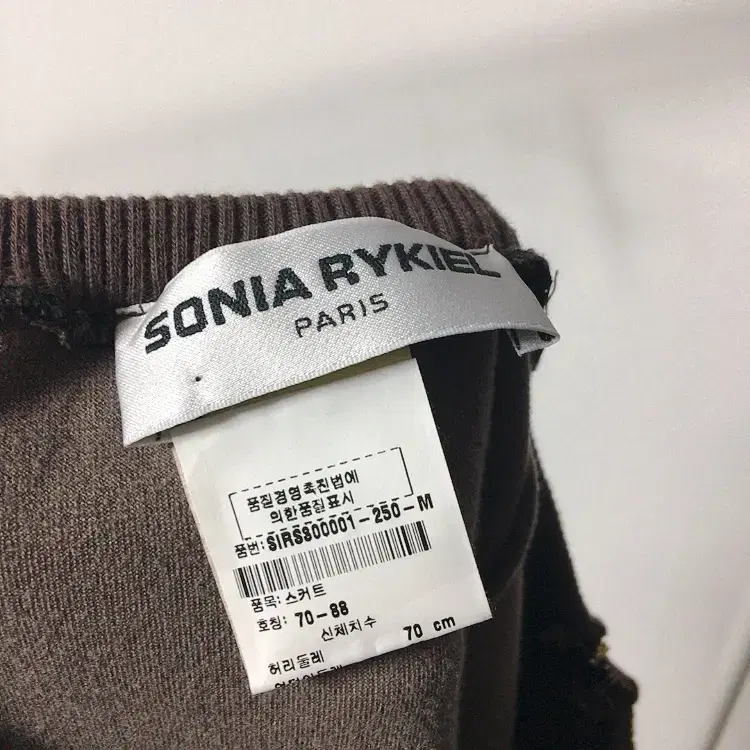 SONIA RYKIEL
PARIS
품질경영촉진법에
의한품질표시
품번: SIRS300001-250-M
품목: 스커트
호칭: 70-88
신체치수
허리둘레 70 cm